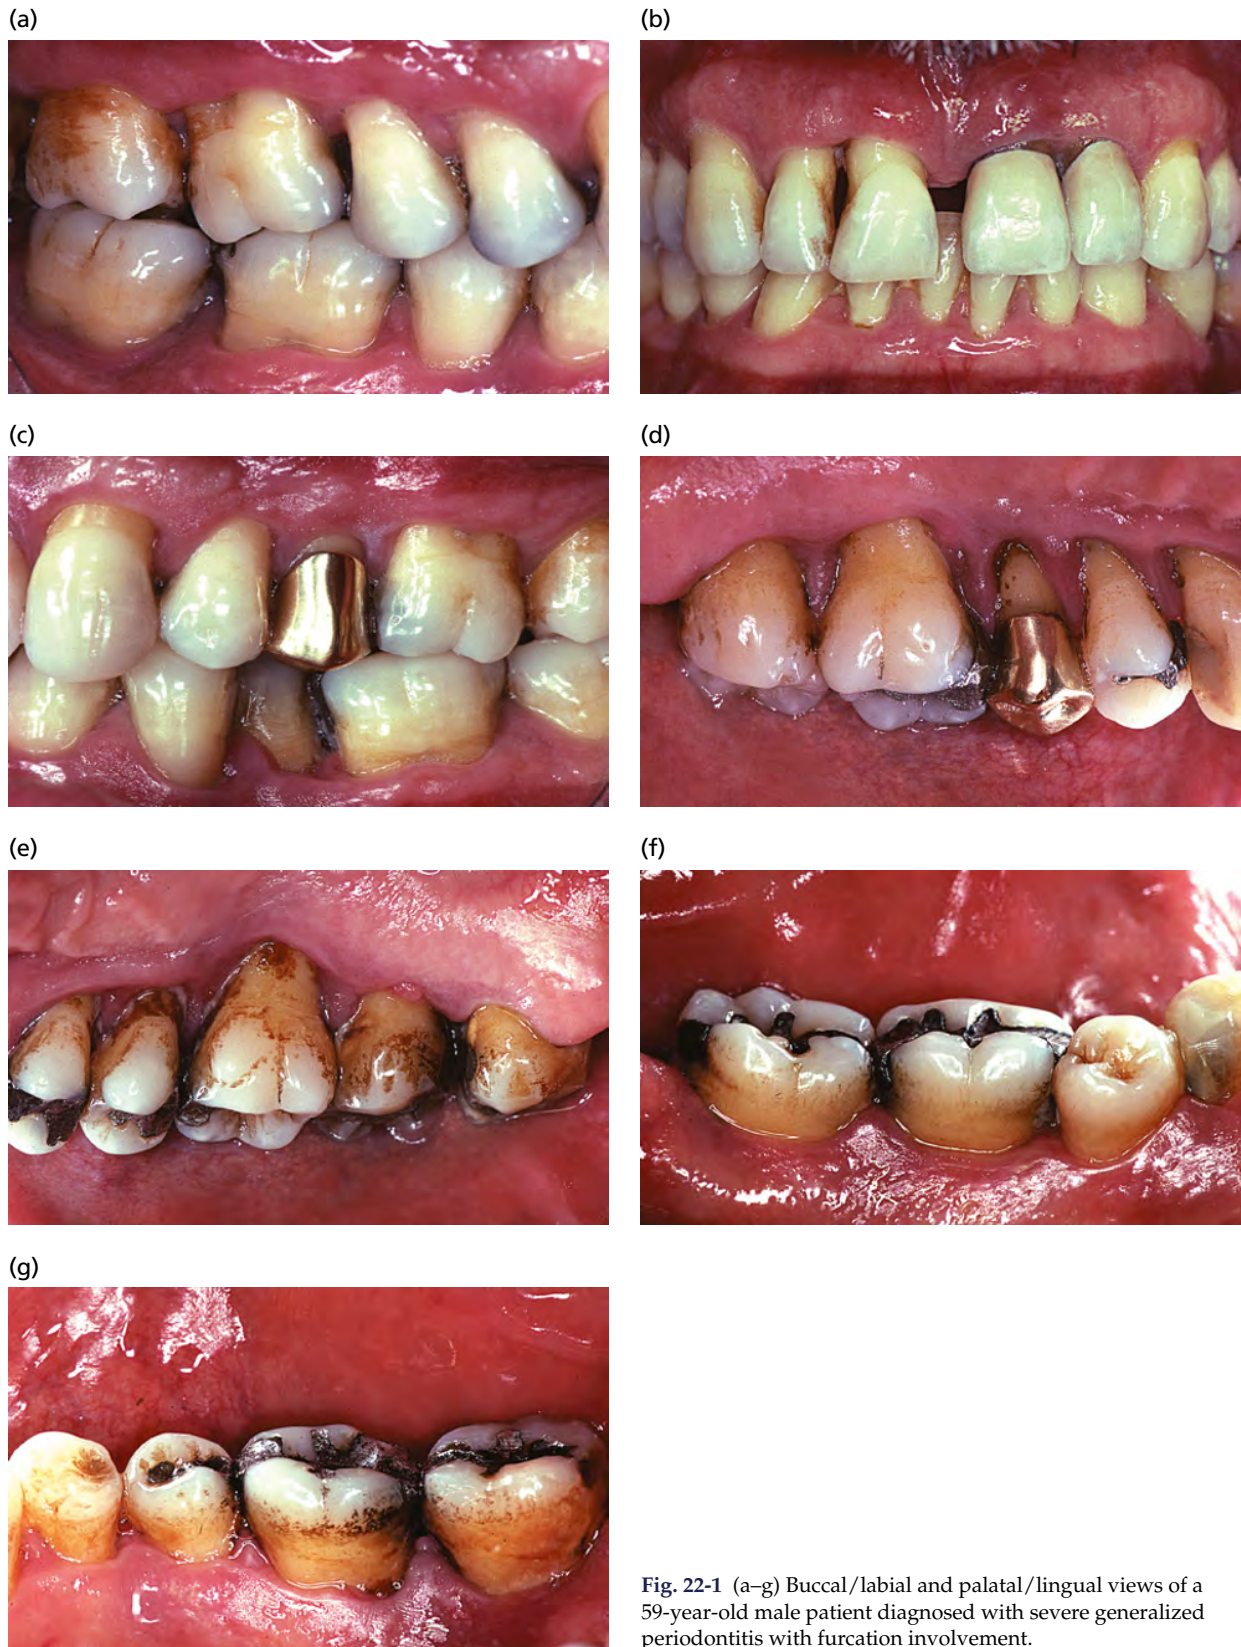 (a)
(b)
(c)
(d)
(e)
(f)
(g)
Fig. 22-1 (a–g) Buccal/labial and palatal/lingual views of a
59-year-old male patient diagnosed with severe generalized
periodontitis with furcation involvement.